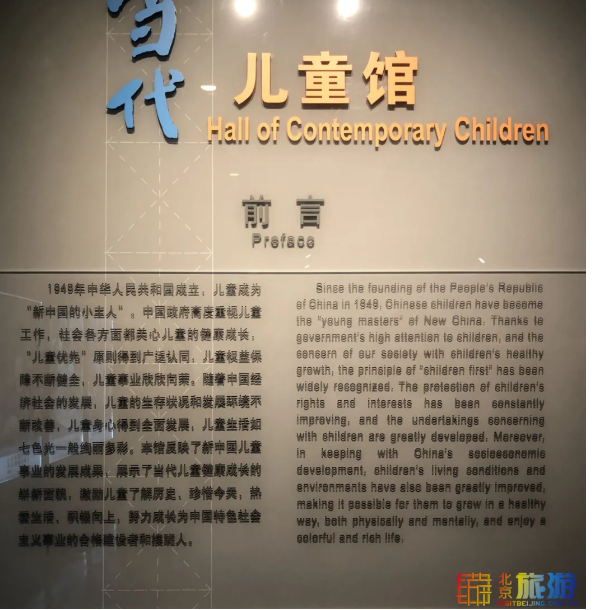 当代
儿童馆
Hall of Contemporary Children
前言
Preface
1949年中华人民共和国成立，儿童成为
“新中国的小主人”。中国政府高度重视儿童
工作，社会各方面都关心儿童的健康成长，
“儿童优先”原则得到广泛认同，儿童权益保
障不断健全，儿童事业欣欣向荣。随着中国经
济社会的发展，儿童的生存状况和发展环境不
断改善，儿童身心得到全面发展，儿童生活如
七色光一般绚丽多彩。本馆反映了新中国儿童
事业的发展成果，展示了当代儿童健康成长的
崭新面貌，激励儿童了解历史，珍惜今天，热
爱生活，积极向上，努力成长为中国特色社会
主义事业的合格建设者和接班人。
Since the founding of the People's Republic
of China in 1949, Chinese children have become
the "young masters" of New China. Thanks to
government's high attention to children, and the
concern of our society with children's healthy
growth, the principle of "children first" has been
widely recognized. The protection of children's
rights and interests has been constantly
improving, and the undertakings concerning
with children are greatly developed. Moreover,
in keeping with China's socioeconomic
development, children's living conditions and
environments have also been greatly improved,
making it possible for them to grow in a healthy
way, both physically and mentally, and enjoy a
colorful and rich life.
北京旅游